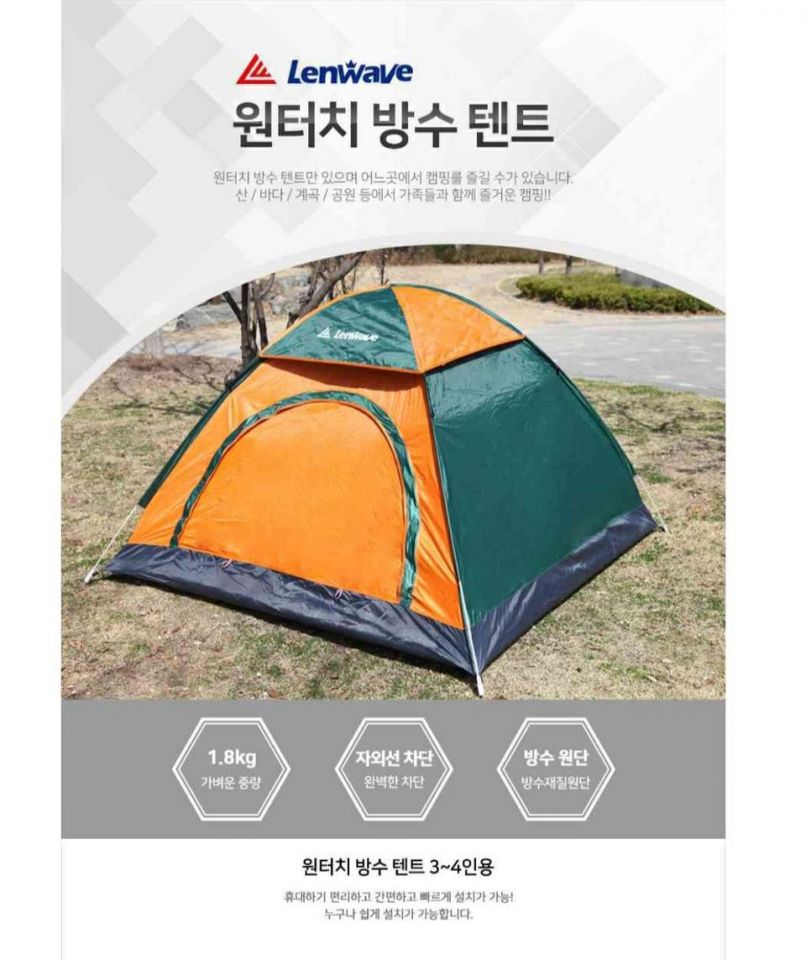 Lenwave
원터치 방수 텐트
원터치 방수 텐트만 있으며 어느곳에서 캠핑를 즐길 수가 있습니다.
산 / 바다 / 계곡 / 공원 등에서 가족들과 함께 즐거운 캠핑!!
Lenwave
1.8kg
가벼운 중량
자외선 차단
완벽한 차단
방수 원단
방수재질원단
원터치 방수 텐트 3~4인용
휴대하기 편리하고 간편하고 빠르게 설치가 가능!
누구나 쉽게 설치가 가능합니다.